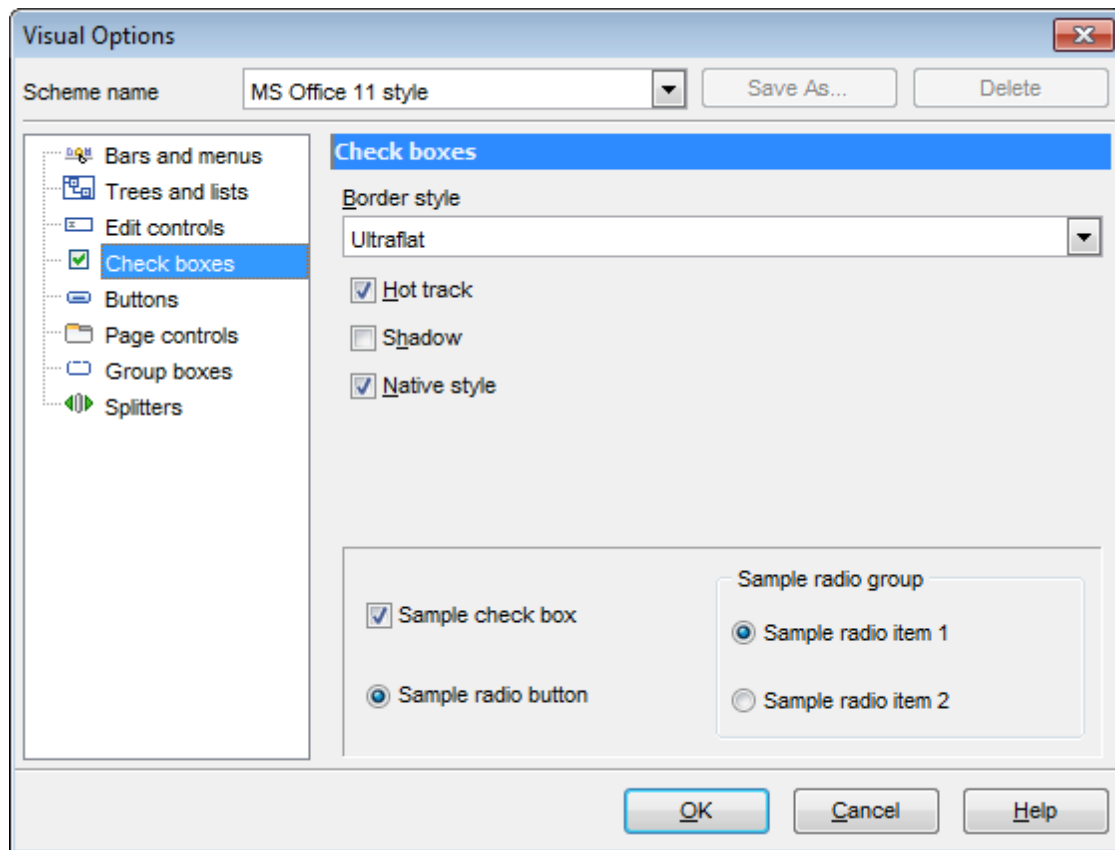 Visual Options
Scheme name MS Office 11 style Save As... Delete
Bars and menus
Trees and lists
Edit controls
Check boxes
Buttons
Page controls
Group boxes
Splitters
Check boxes
Border style
Ultraflat
Hot track
Shadow
Native style
Sample check box
Sample radio button
Sample radio group
Sample radio item 1
Sample radio item 2
OK Cancel Help